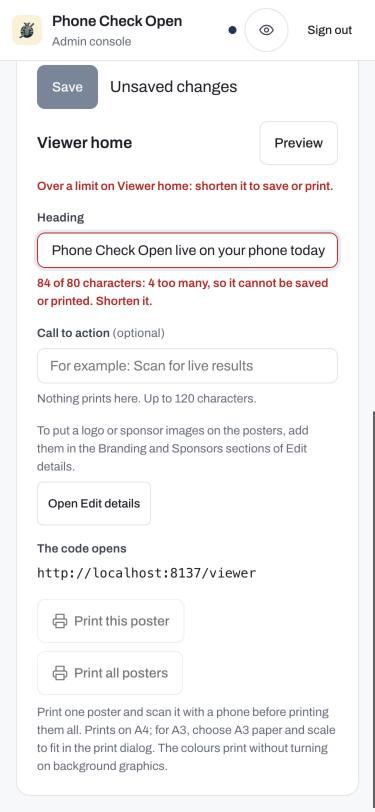 Phone Check Open
Admin console
Sign out
Save
Unsaved changes
Viewer home
Preview
Over a limit on Viewer home: shorten it to save or print.
Heading
Phone Check Open live on your phone today
84 of 80 characters: 4 too many, so it cannot be saved
or printed. Shorten it.
Call to action (optional)
For example: Scan for live results
Nothing prints here. Up to 120 characters.
To put a logo or sponsor images on the posters, add
them in the Branding and Sponsors sections of Edit
details.
Open Edit details
The code opens
http://localhost:8137/viewer
Print this poster
Print all posters
Print one poster and scan it with a phone before printing
them all. Prints on A4; for A3, choose A3 paper and scale
to fit in the print dialog. The colours print without turning
on background graphics.